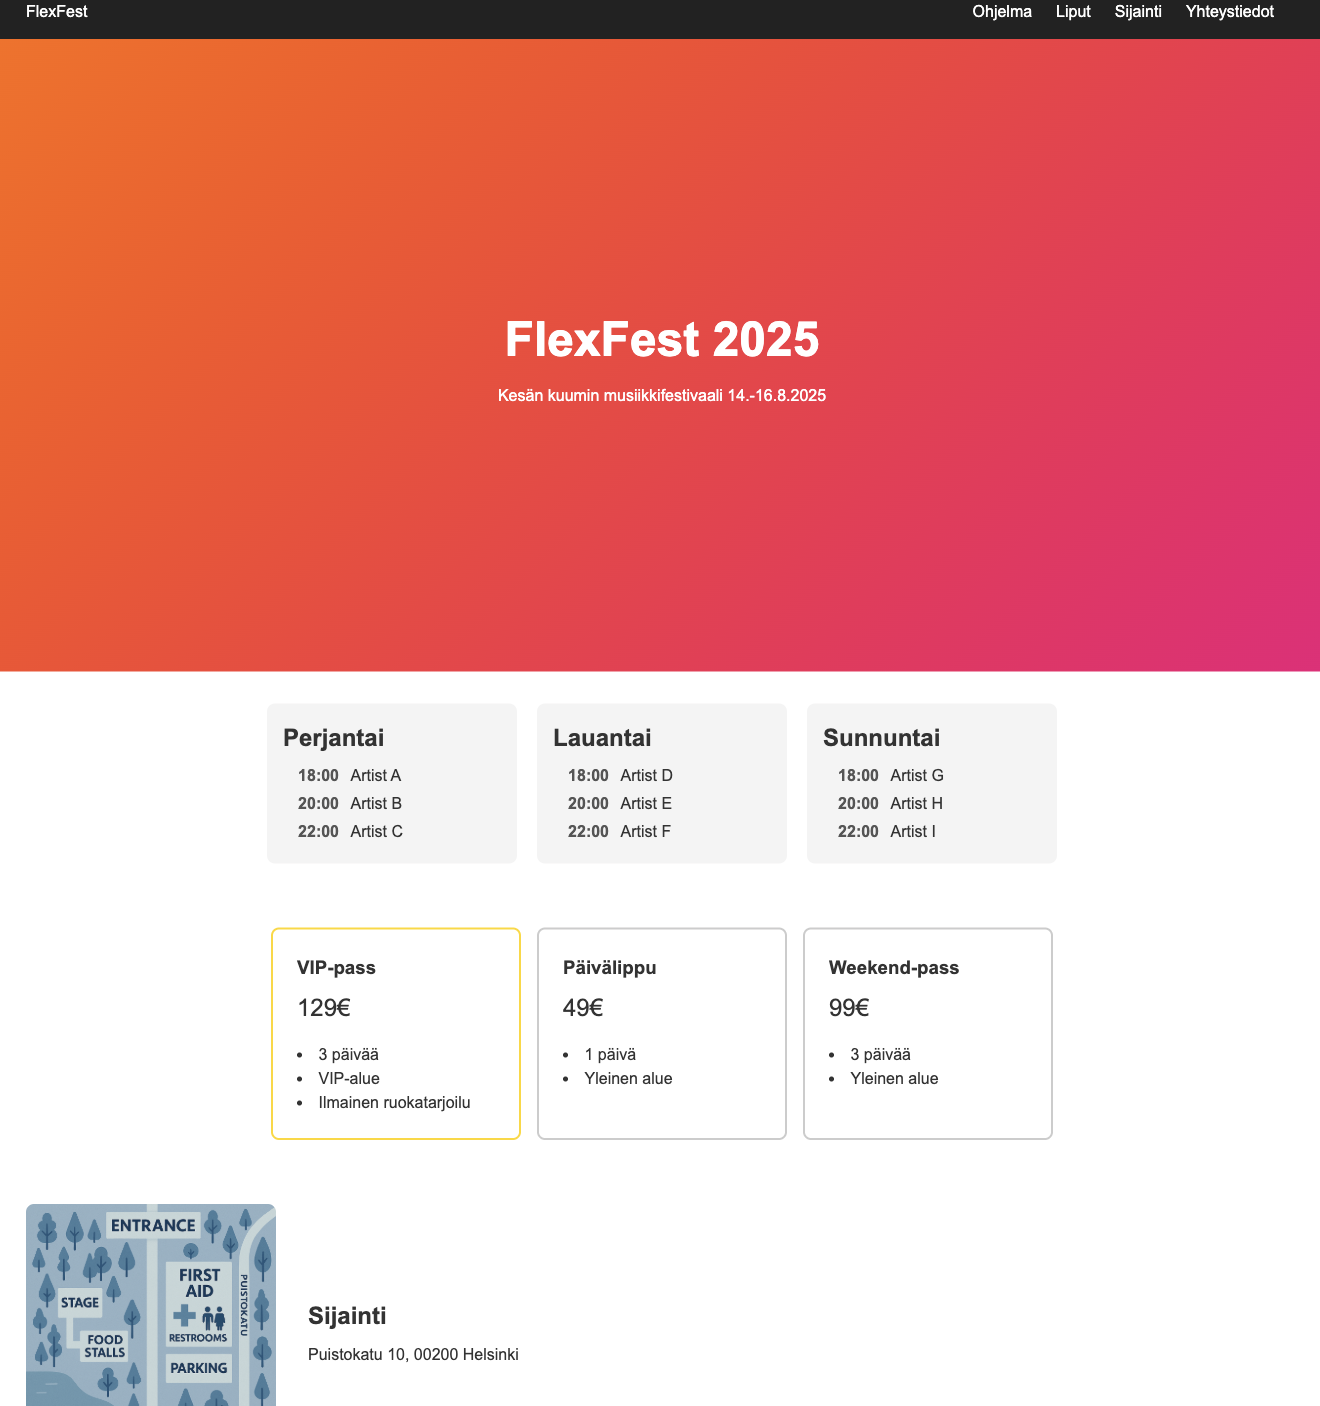 FlexFest
Ohjelma Liput Sijainti Yhteystiedot
FlexFest 2025
Kesän kuumin musiikkifestivaali 14.-16.8.2025
Perjantai
18:00 Artist A
20:00 Artist B
22:00 Artist C
Lauantai
18:00 Artist D
20:00 Artist E
22:00 Artist F
Sunnuntai
18:00 Artist G
20:00 Artist H
22:00 Artist I
VIP-pass
129€
• 3 päivää
• VIP-alue
• Ilmainen ruokatarjoilu
Päivälippu
49€
• 1 päivä
• Yleinen alue
Weekend-pass
99€
• 3 päivää
• Yleinen alue
ENTRANCE
FIRST
AID
RESTROOMS
PUISTOKATU
STAGE
FOOD
STALLS
PARKING
Sijainti
Puistokatu 10, 00200 Helsinki